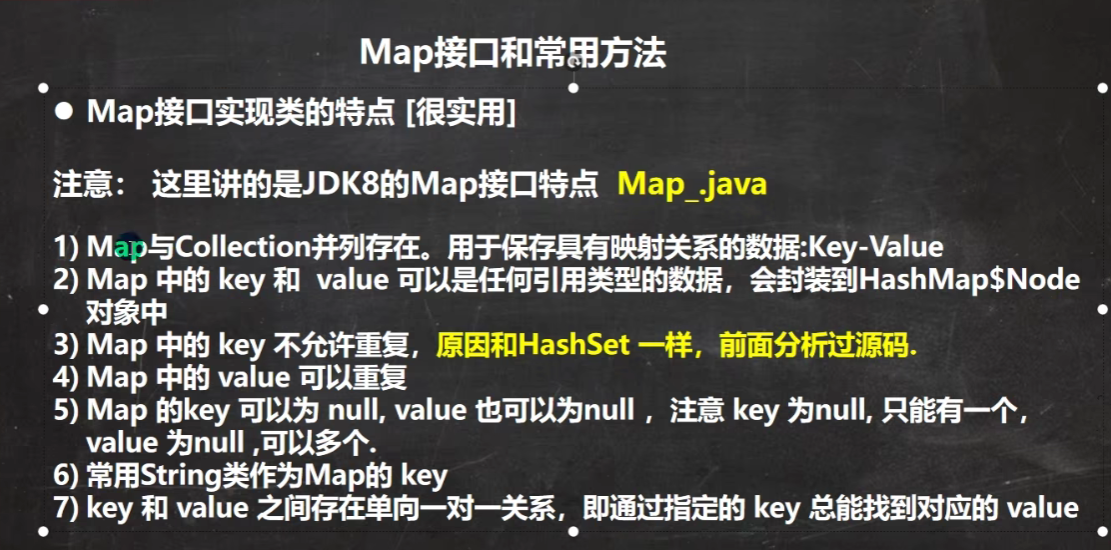 Map接口和常用方法
● Map接口实现类的特点 [很实用]
注意： 这里讲的是JDK8的Map接口特点 Map_.java
1) Map与Collection并列存在。用于保存具有映射关系的数据:Key-Value
2) Map 中的 key 和 value 可以是任何引用类型的数据，会封装到HashMap$Node
对象中
3) Map 中的 key 不允许重复，原因和HashSet 一样，前面分析过源码.
4) Map 中的 value 可以重复
5) Map 的key 可以为 null, value 也可以为null ，注意 key 为null, 只能有一个，
value 为null ,可以多个.
6) 常用String类作为Map的 key
7) key 和 value 之间存在单向一对一关系，即通过指定的 key 总能找到对应的 value